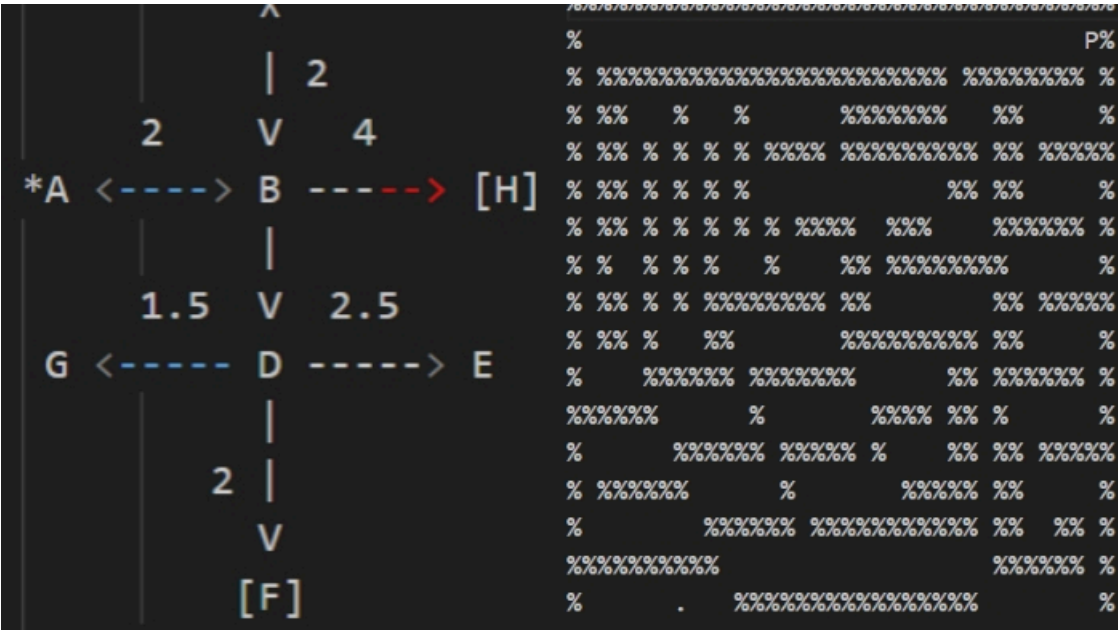 | 2
2 V 4
*A <----> B -----> [H]
|
1.5 V 2.5
G <----- D -----> E
|
2 |
V
[F]
%                                 P%
% %%%%%%%%%%%%%%%%%%%%%%% %%%%%%%% %
% %%   %   %      %%%%%%%   %%     %
% %% % % % % %%%% %%%%%%%%% %% %%%%%
% %% % % % %             %% %%     %
% %% % % % % % %%%%  %%%    %%%%%% %
% %  % % %   %    %% %%%%%%%%      %
% %% % % %%%%%%%% %%        %% %%%%%
% %% %   %%       %%%%%%%%% %%     %
%    %%%%%% %%%%%%%      %% %%%%%% %
%%%%%%      %       %%%% %% %      %
%      %%%%%% %%%%% %    %% %% %%%%%
% %%%%%%      %       %%%%% %%     %
%        %%%%%% %%%%%%%%%%% %%  %% %
%%%%%%%%%%                  %%%%%% %
%      .   %%%%%%%%%%%%%%%%        %